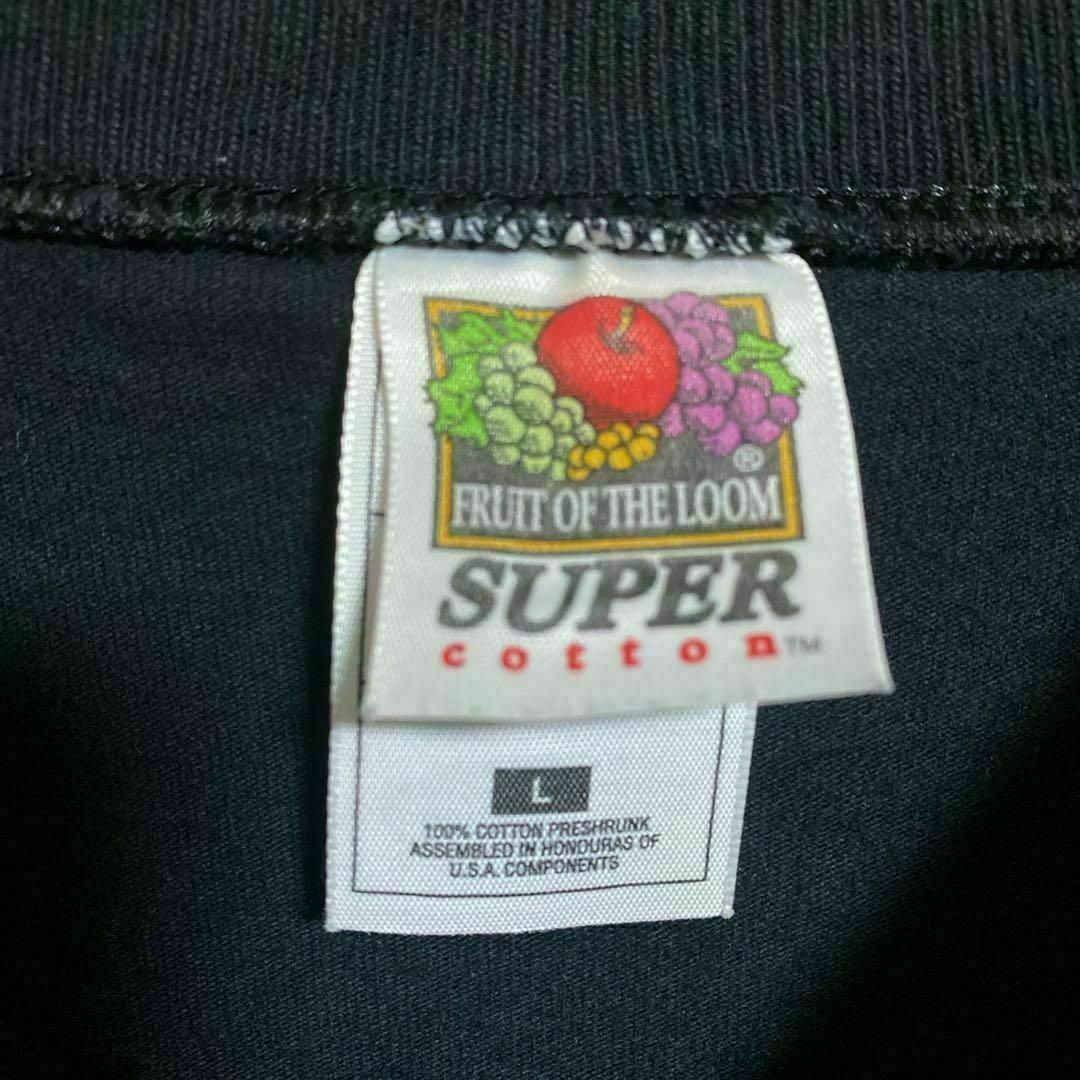 ®
FRUIT OF THE LOOM
SUPER
cotton™
L
100% COTTON PRESHRUNK
ASSEMBLED IN HONDURAS OF
U.S.A. COMPONENTS